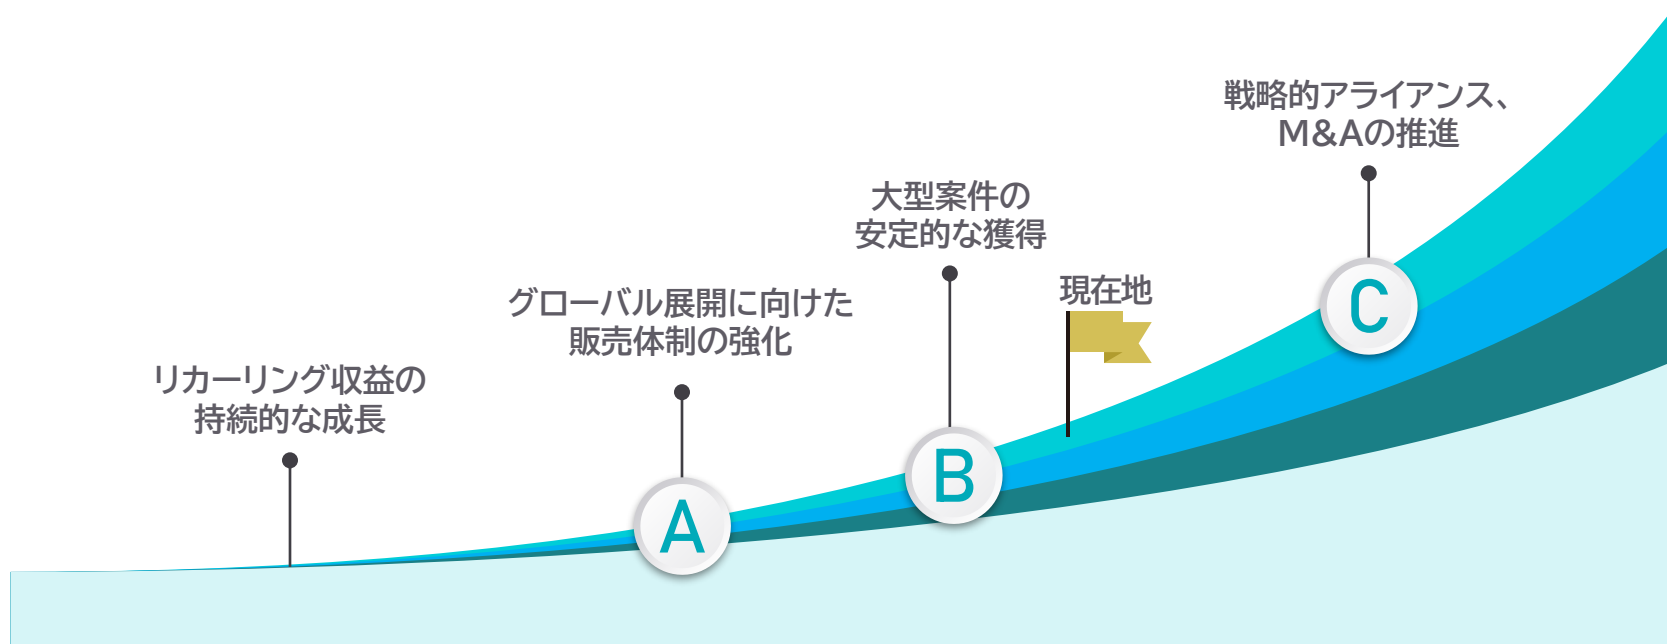 リカーリング収益の
持続的な成長
グローバル展開に向けた
販売体制の強化
A
大型案件の
安定的な獲得
B
現在地
戦略的アライアンス、
M&Aの推進
C